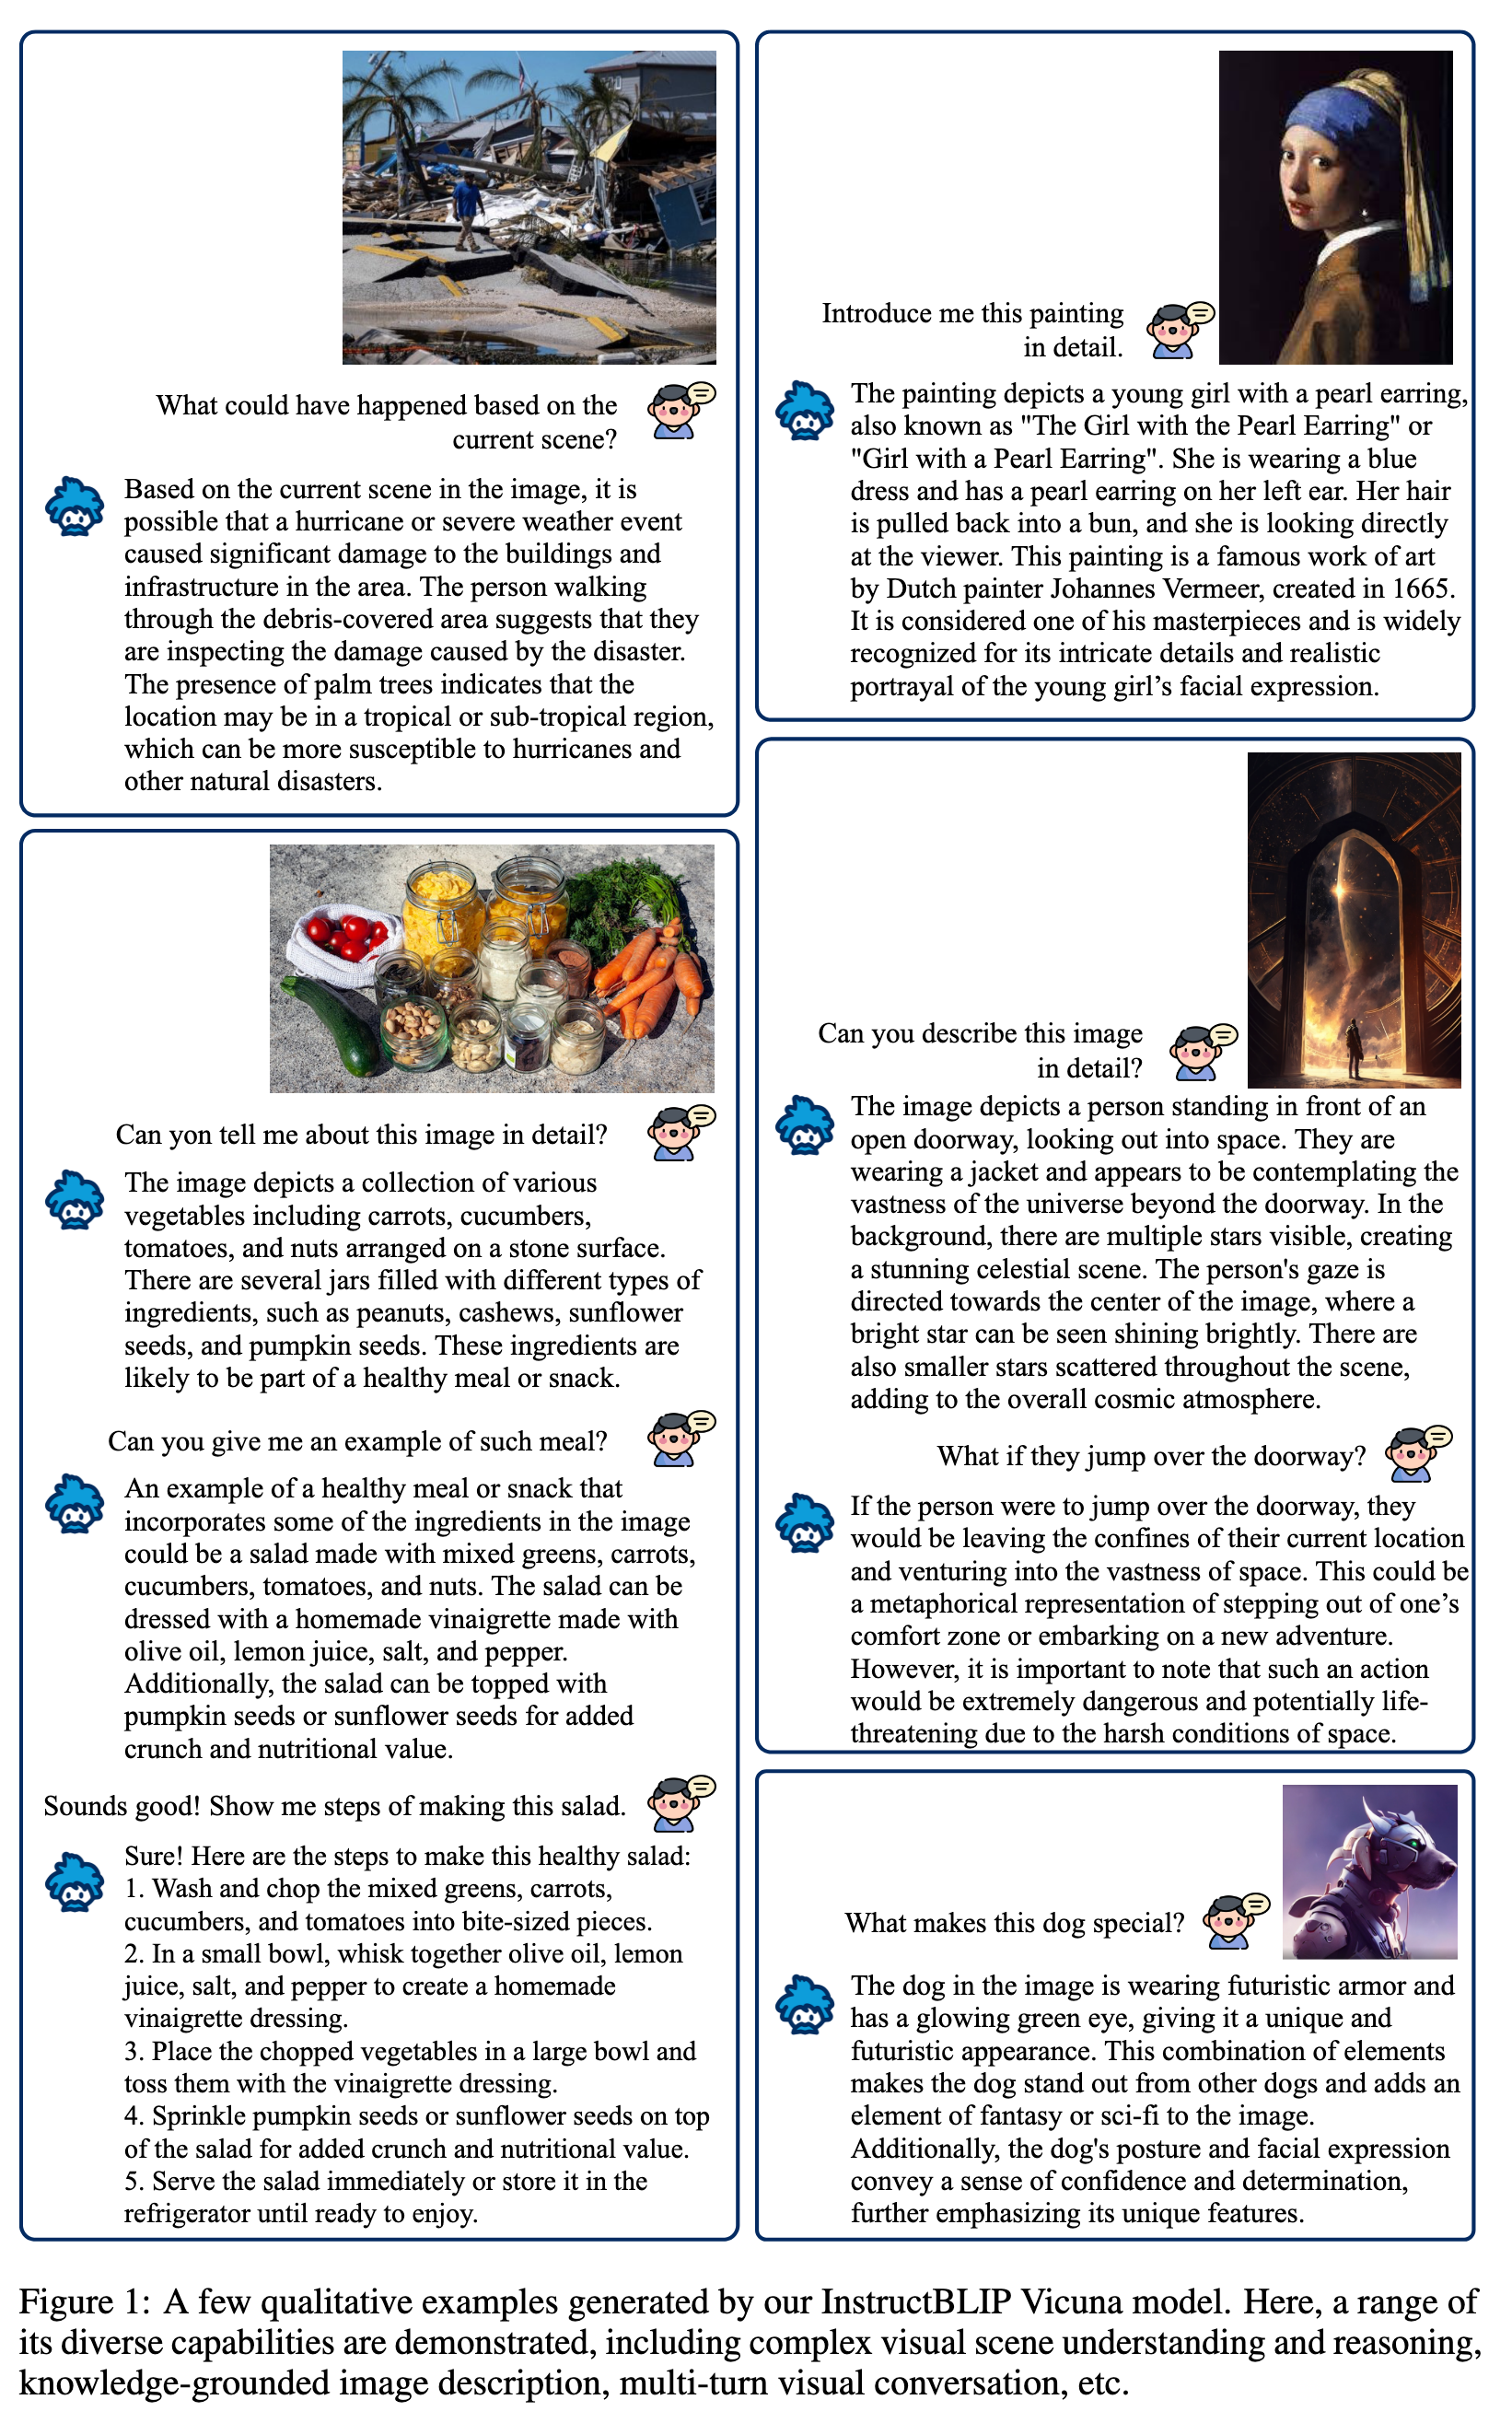 What could have happened based on the
current scene?
Based on the current scene in the image, it is
possible that a hurricane or severe weather event
caused significant damage to the buildings and
infrastructure in the area. The person walking
through the debris-covered area suggests that they
are inspecting the damage caused by the disaster.
The presence of palm trees indicates that the
location may be in a tropical or sub-tropical region,
which can be more susceptible to hurricanes and
other natural disasters.
Can yon tell me about this image in detail?
The image depicts a collection of various
vegetables including carrots, cucumbers,
tomatoes, and nuts arranged on a stone surface.
There are several jars filled with different types of
ingredients, such as peanuts, cashews, sunflower
seeds, and pumpkin seeds. These ingredients are
likely to be part of a healthy meal or snack.
Can you give me an example of such meal?
An example of a healthy meal or snack that
incorporates some of the ingredients in the image
could be a salad made with mixed greens, carrots,
cucumbers, tomatoes, and nuts. The salad can be
dressed with a homemade vinaigrette made with
olive oil, lemon juice, salt, and pepper.
Additionally, the salad can be topped with
pumpkin seeds or sunflower seeds for added
crunch and nutritional value.
Sounds good! Show me steps of making this salad.
Sure! Here are the steps to make this healthy salad:
1. Wash and chop the mixed greens, carrots,
cucumbers, and tomatoes into bite-sized pieces.
2. In a small bowl, whisk together olive oil, lemon
juice, salt, and pepper to create a homemade
vinaigrette dressing.
3. Place the chopped vegetables in a large bowl and
toss them with the vinaigrette dressing.
4. Sprinkle pumpkin seeds or sunflower seeds on top
of the salad for added crunch and nutritional value.
5. Serve the salad immediately or store it in the
refrigerator until ready to enjoy.
Introduce me this painting
in detail.
The painting depicts a young girl with a pearl earring,
also known as "The Girl with the Pearl Earring" or
"Girl with a Pearl Earring". She is wearing a blue
dress and has a pearl earring on her left ear. Her hair
is pulled back into a bun, and she is looking directly
at the viewer. This painting is a famous work of art
by Dutch painter Johannes Vermeer, created in 1665.
It is considered one of his masterpieces and is widely
recognized for its intricate details and realistic
portrayal of the young girl’s facial expression.
Can you describe this image
in detail?
The image depicts a person standing in front of an
open doorway, looking out into space. They are
wearing a jacket and appears to be contemplating the
vastness of the universe beyond the doorway. In the
background, there are multiple stars visible, creating
a stunning celestial scene. The person's gaze is
directed towards the center of the image, where a
bright star can be seen shining brightly. There are
also smaller stars scattered throughout the scene,
adding to the overall cosmic atmosphere.
What if they jump over the doorway?
If the person were to jump over the doorway, they
would be leaving the confines of their current location
and venturing into the vastness of space. This could be
a metaphorical representation of stepping out of one’s
comfort zone or embarking on a new adventure.
However, it is important to note that such an action
would be extremely dangerous and potentially life-
threatening due to the harsh conditions of space.
What makes this dog special?
The dog in the image is wearing futuristic armor and
has a glowing green eye, giving it a unique and
futuristic appearance. This combination of elements
makes the dog stand out from other dogs and adds an
element of fantasy or sci-fi to the image.
Additionally, the dog's posture and facial expression
convey a sense of confidence and determination,
further emphasizing its unique features.
Figure 1: A few qualitative examples generated by our InstructBLIP Vicuna model. Here, a range of
its diverse capabilities are demonstrated, including complex visual scene understanding and reasoning,
knowledge-grounded image description, multi-turn visual conversation, etc.